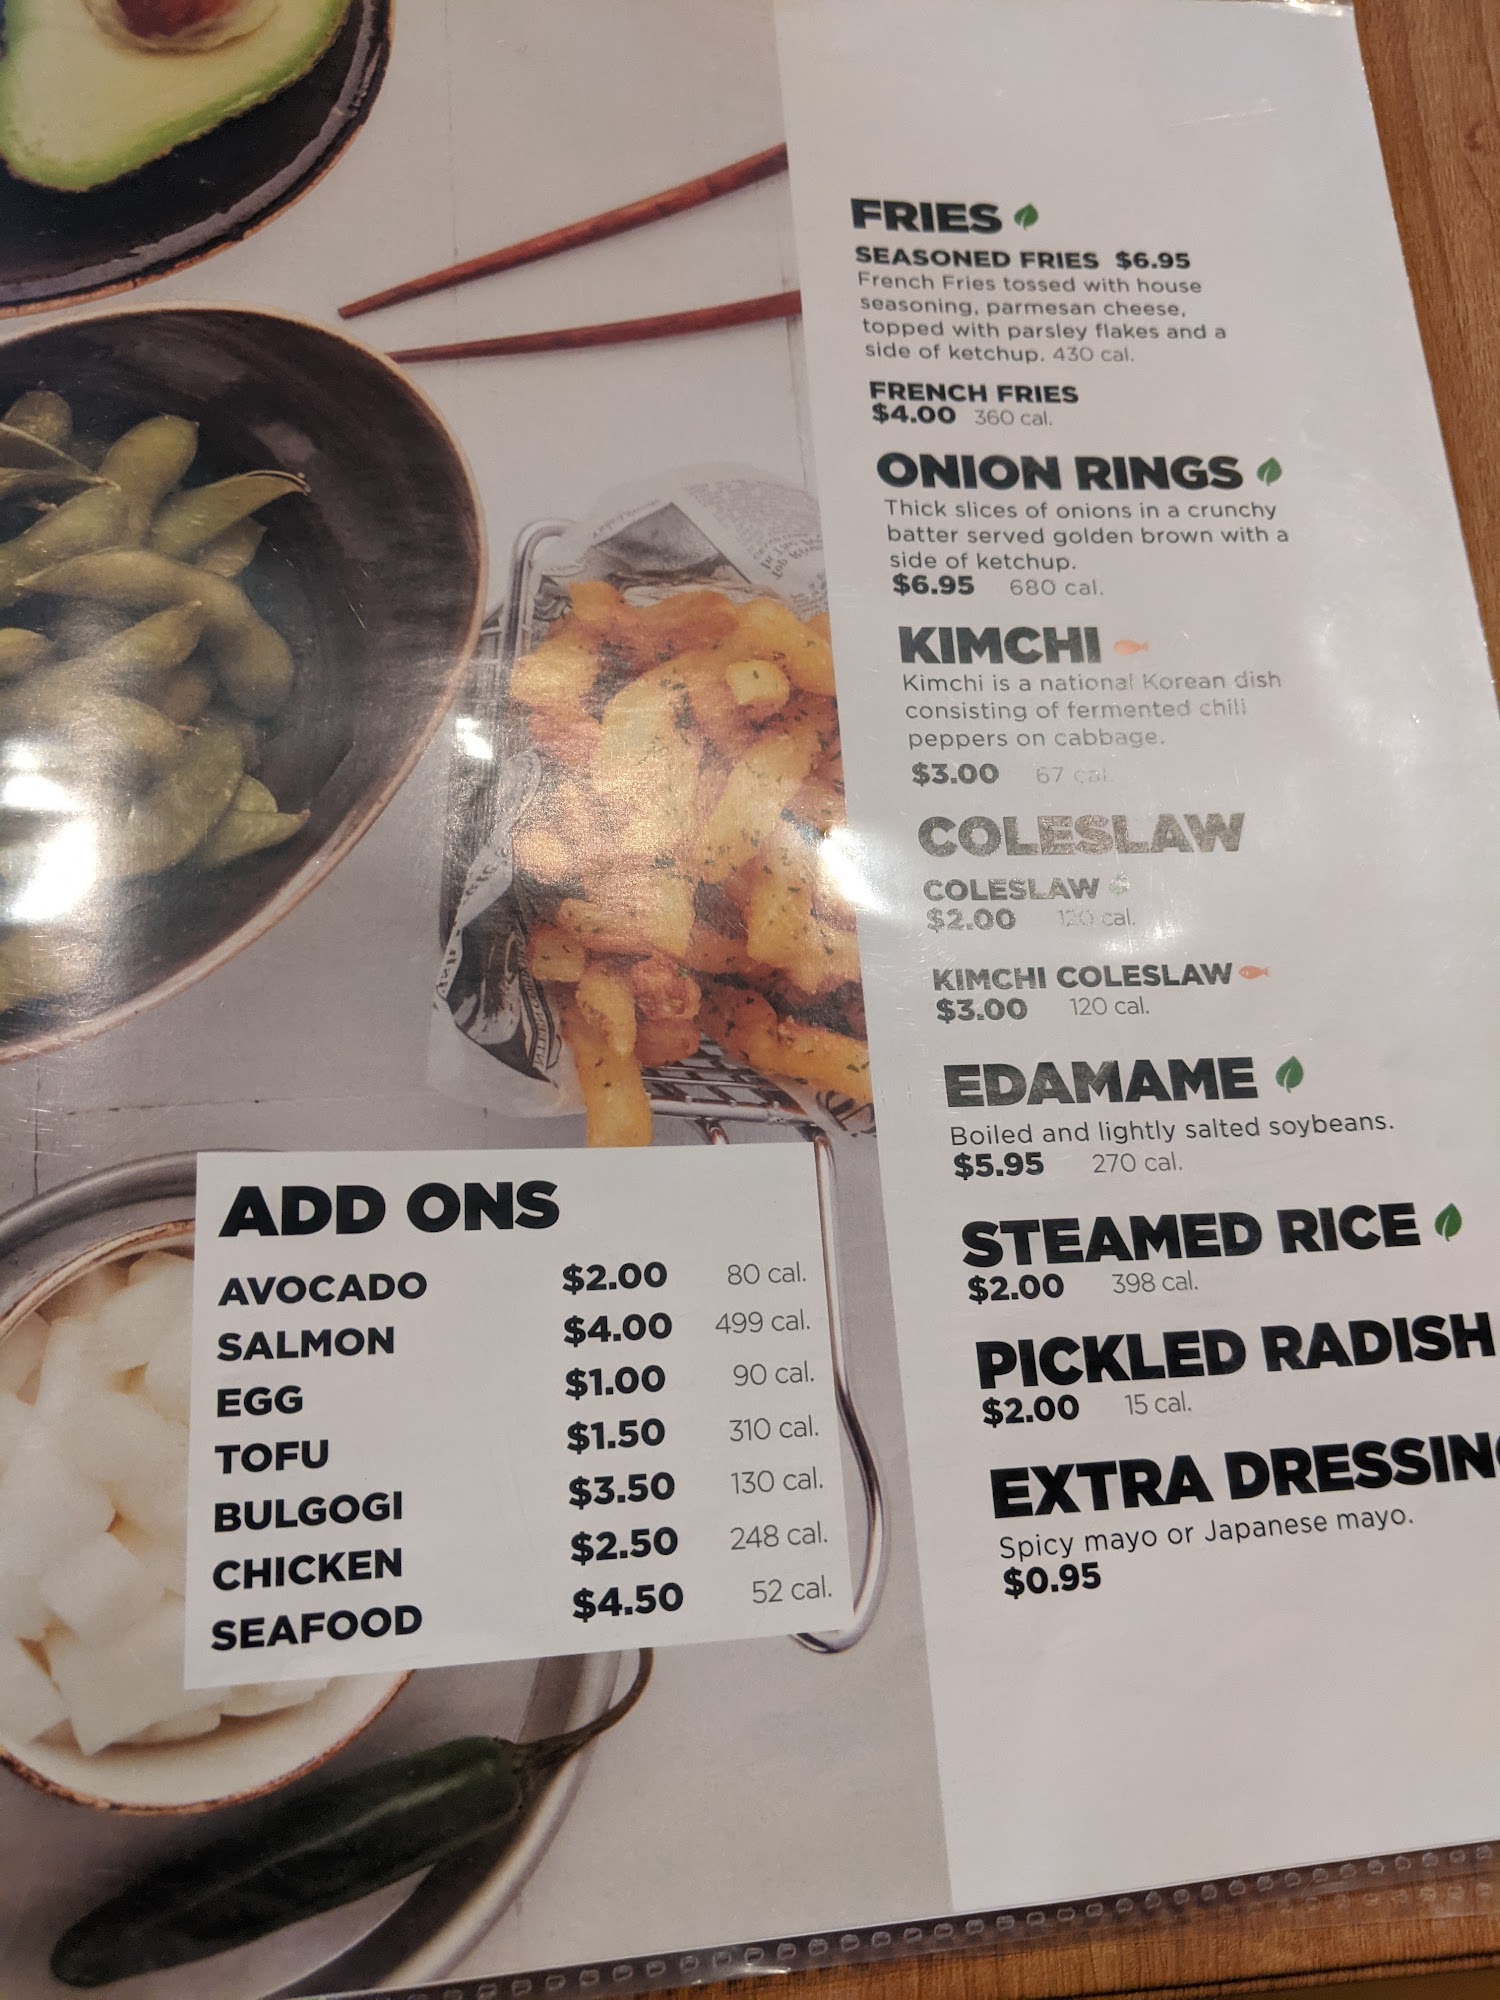 FRIES
SEASONED FRIES $6.95
French Fries tossed with house
seasoning, parmesan cheese,
topped with parsley flakes and a
side of ketchup. 430 cal.
FRENCH FRIES
$4.00 360 cal.
ONION RINGS
Thick slices of onions in a crunchy
batter served golden brown with a
side of ketchup.
$6.95 680 cal.
KIMCHI
Kimchi is a national Korean dish
consisting of fermented chili
peppers on cabbage.
$3.00 67 cal.
COLESLAW
COLESLAW
$2.00 120 cal.
KIMCHI COLESLAW
$3.00 120 cal.
EDAMAME
Boiled and lightly salted soybeans.
$5.95 270 cal.
STEAMED RICE
$2.00 398 cal.
PICKLED RADISH
$2.00 15 cal.
EXTRA DRESSING
Spicy mayo or Japanese mayo.
$0.95
ADD ONS
AVOCADO $2.00 80 cal.
SALMON $4.00 499 cal.
EGG $1.00 90 cal.
TOFU $1.50 310 cal.
BULGOGI $3.50 130 cal.
CHICKEN $2.50 248 cal.
SEAFOOD $4.50 52 cal.